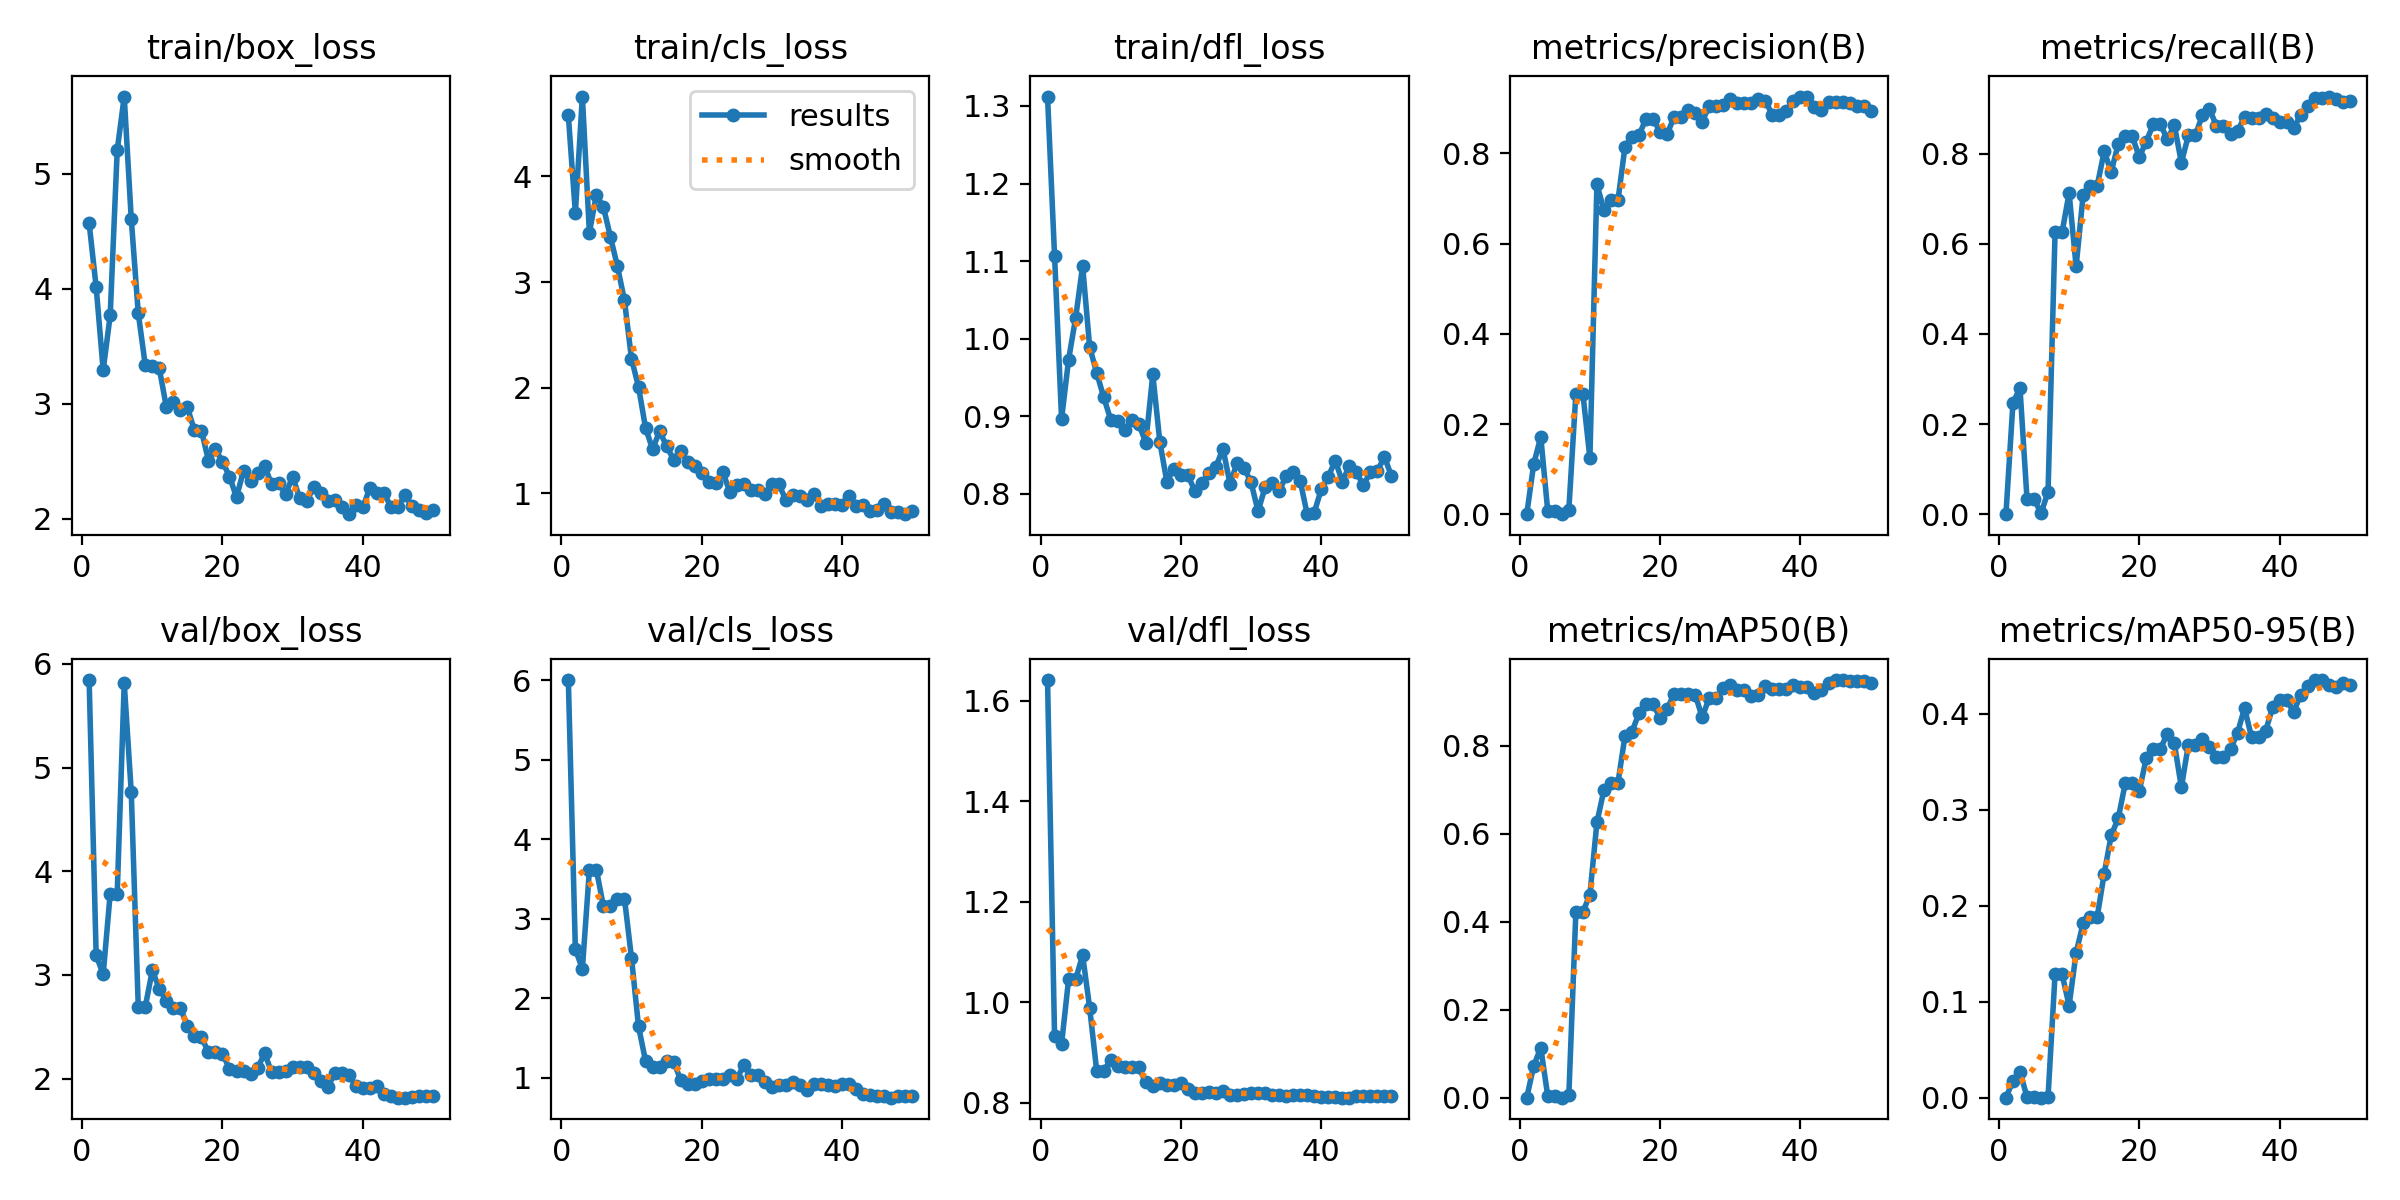 train/box_loss
train/cls_loss
train/dfl_loss
metrics/precision(B)
metrics/recall(B)
5
4
3
2
0 20 40
results
smooth
4
3
2
1
0 20 40
1.3
1.2
1.1
1.0
0.9
0.8
0 20 40
0.8
0.6
0.4
0.2
0.0
0 20 40
0.8
0.6
0.4
0.2
0.0
0 20 40
val/box_loss
val/cls_loss
val/dfl_loss
metrics/mAP50(B)
metrics/mAP50-95(B)
6
5
4
3
2
0 20 40
6
5
4
3
2
1
0 20 40
1.6
1.4
1.2
1.0
0.8
0 20 40
0.8
0.6
0.4
0.2
0.0
0 20 40
0.4
0.3
0.2
0.1
0.0
0 20 40